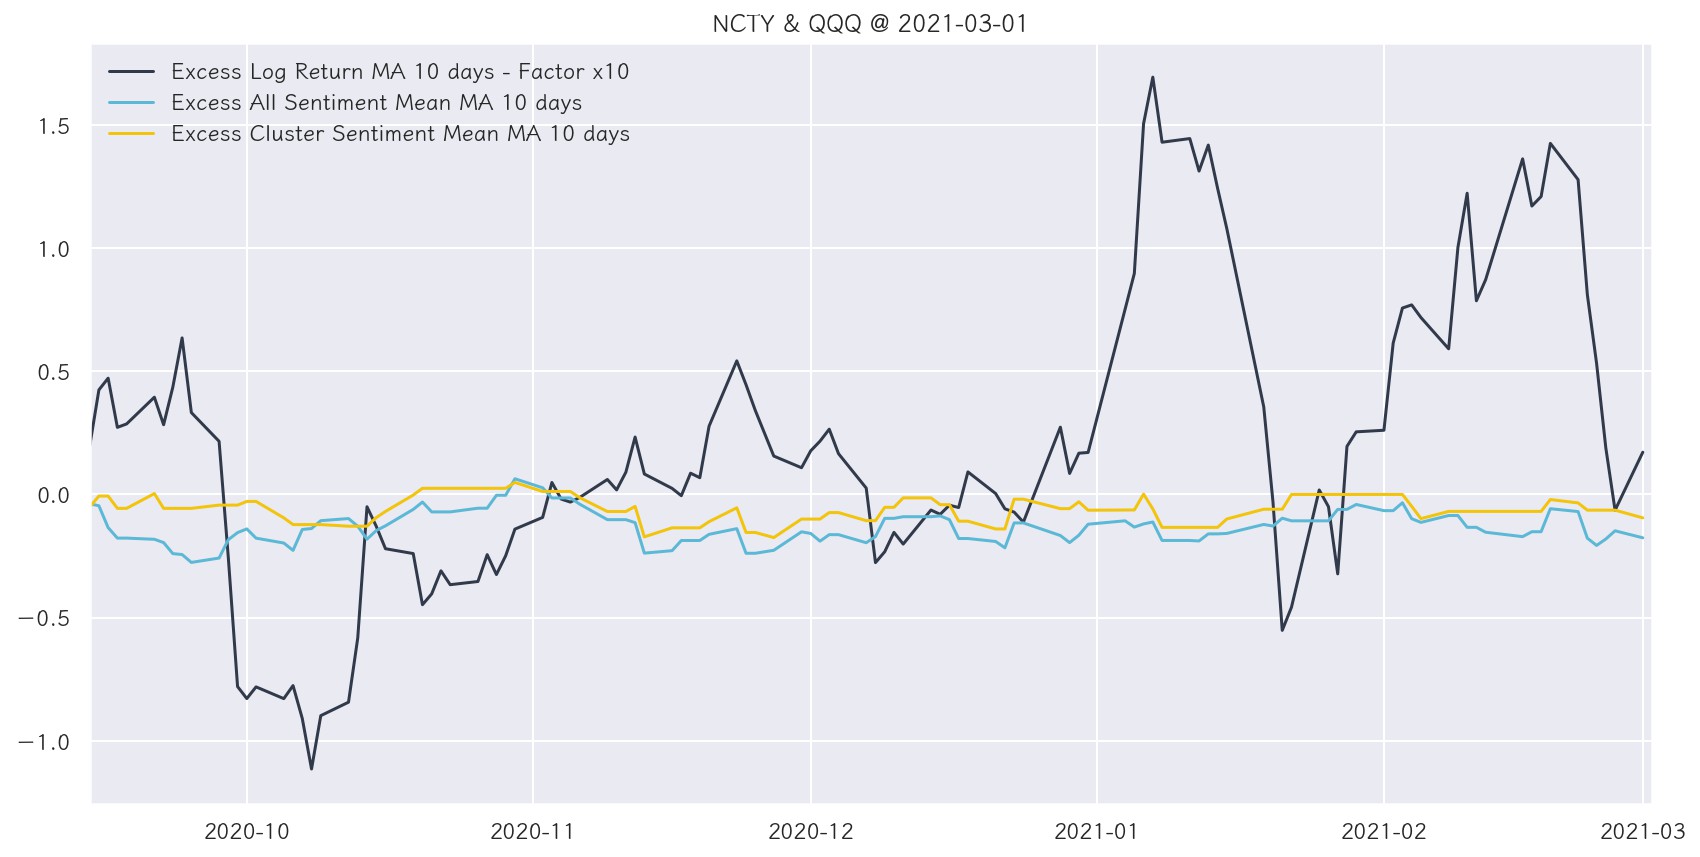 NCTY & QQQ @ 2021-03-01
Excess Log Return MA 10 days - Factor x10
Excess All Sentiment Mean MA 10 days
Excess Cluster Sentiment Mean MA 10 days
1.5
1.0
0.5
0.0
−0.5
−1.0
2020-10 2020-11 2020-12 2021-01 2021-02 2021-03